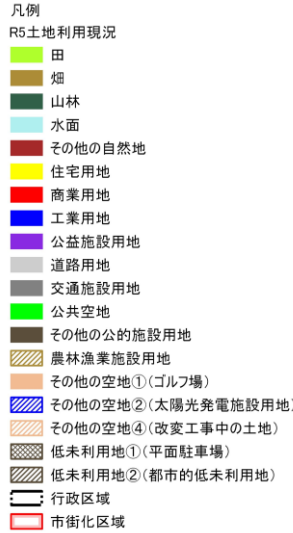 凡例
R5土地利用現況
田
畑
山林
水面
その他の自然地
住宅用地
商業用地
工業用地
公益施設用地
道路用地
交通施設用地
公共空地
その他の公的施設用地
農林漁業施設用地
その他の空地①(ゴルフ場)
その他の空地②(太陽光発電施設用地)
その他の空地④(改変工事中の土地)
低未利用地①(平面駐車場)
低未利用地②(都市的低未利用地)
行政区域
市街化区域